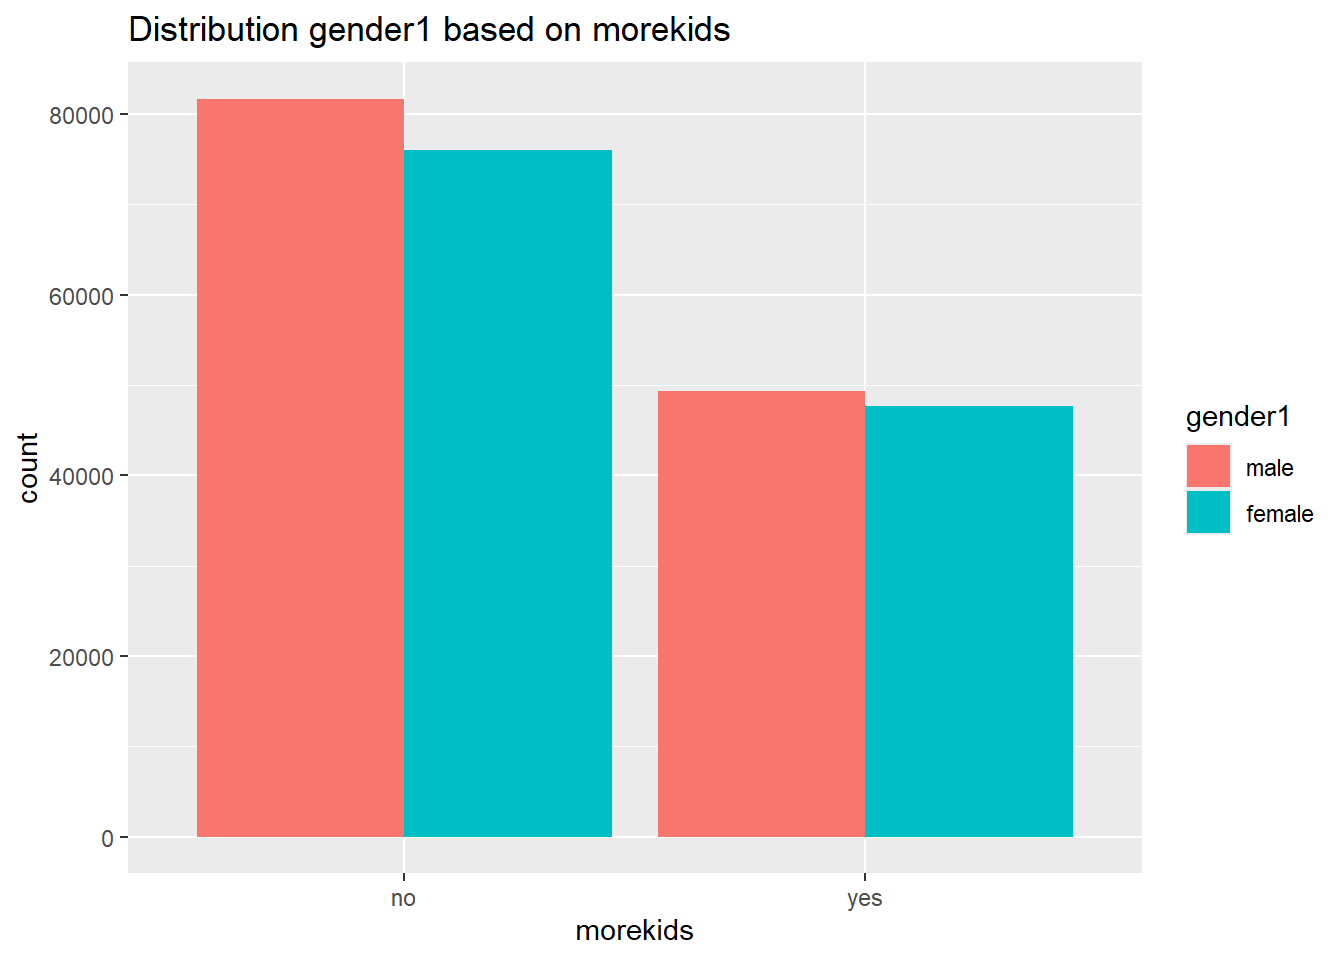 Distribution gender1 based on morekids
80000
60000
40000
20000
0
count
no
yes
morekids
gender1
male
female